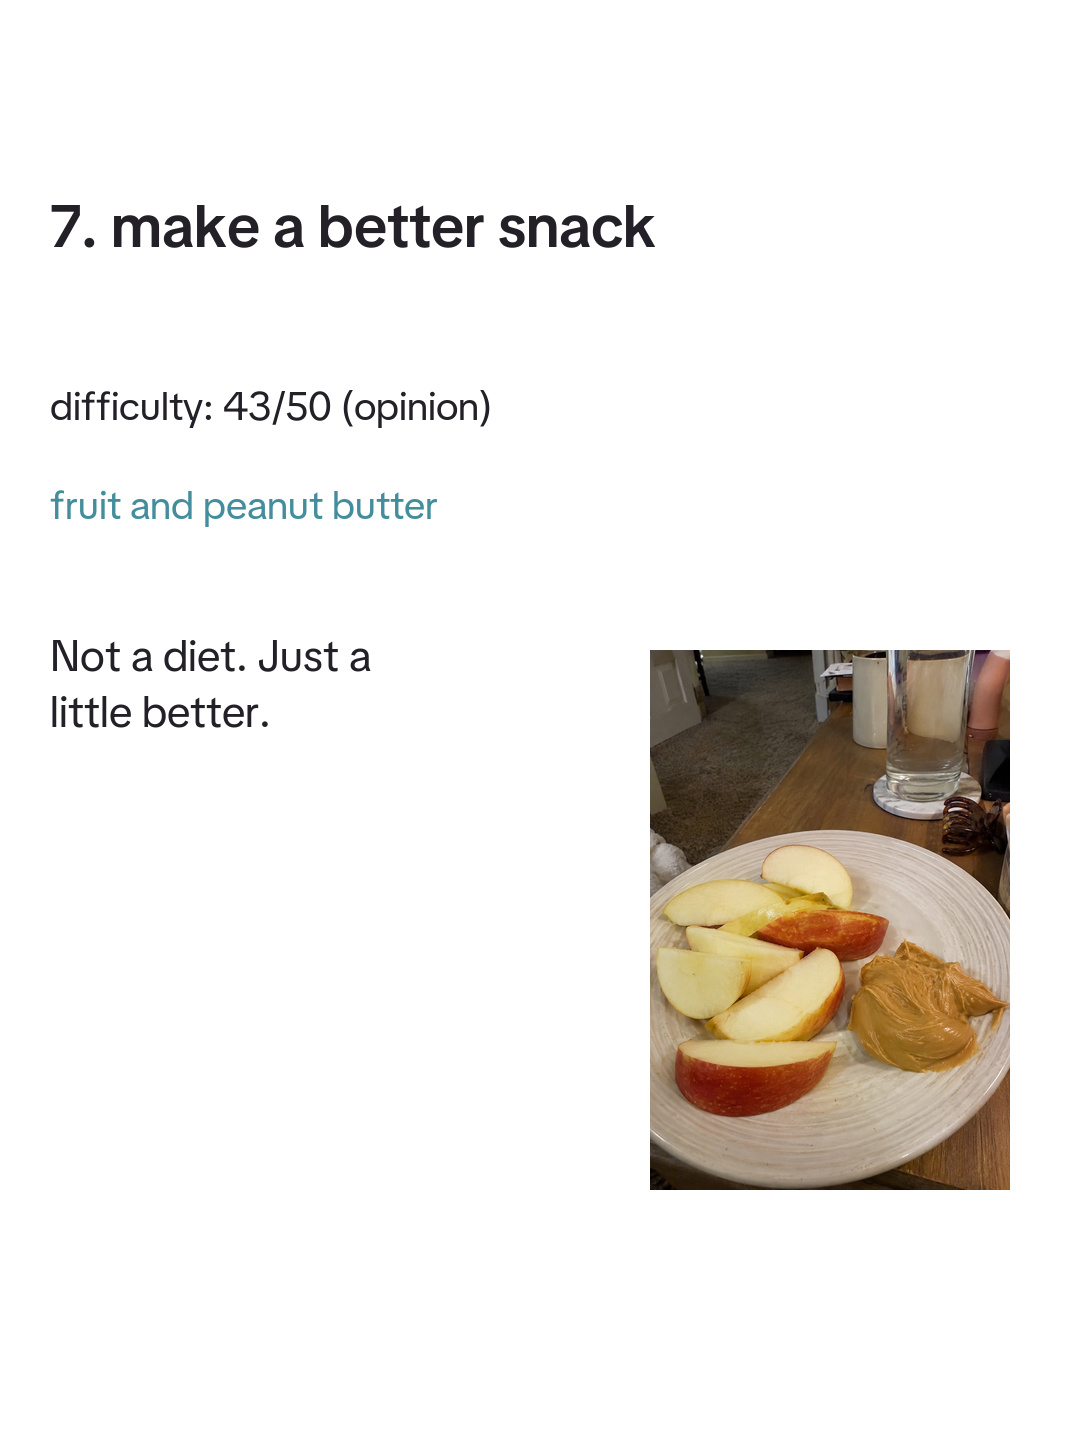 7. make a better snack
difficulty: 43/50 (opinion)
fruit and peanut butter
Not a diet. Just a
little better.